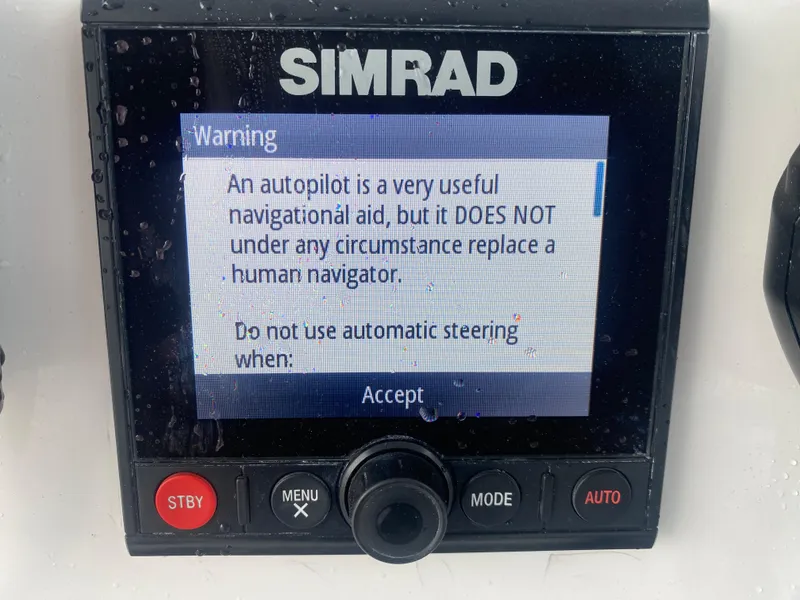 SIMRAD
Warning
An autopilot is a very useful
navigational aid, but it DOES NOT
under any circumstance replace a
human navigator.
Do not use automatic steering
when:
Accept
STBY
MENU
X
MODE
AUTO